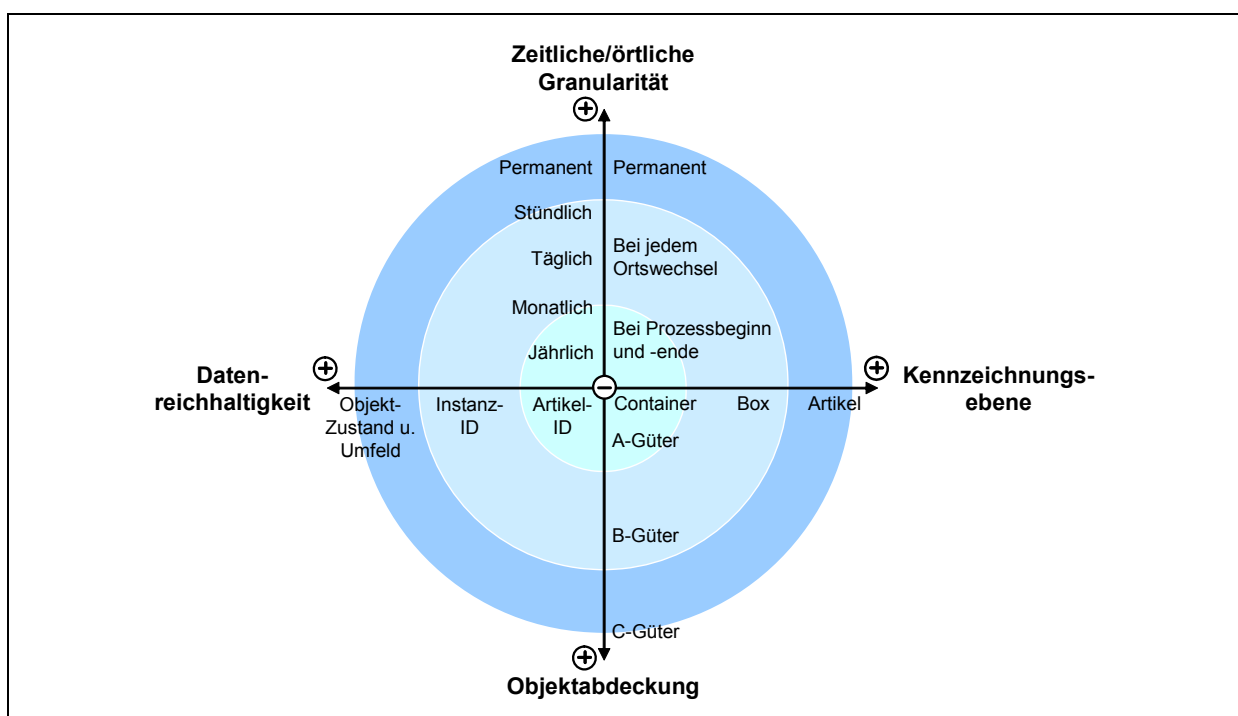 Zeitliche/örtliche
Granularität
+
Permanent
Permanent
Stündlich
Täglich
Bei jedem
Ortswechsel
Monatlich
Jährlich
Bei Prozessbeginn
und -ende
Daten-
reichhaltigkeit
+
−
+
Kennzeichnungs-
ebene
Objekt-
Zustand u.
Umfeld
Instanz-
ID
Artikel-
ID
Container
Box
Artikel
A-Güter
B-Güter
C-Güter
+
Objektabdeckung